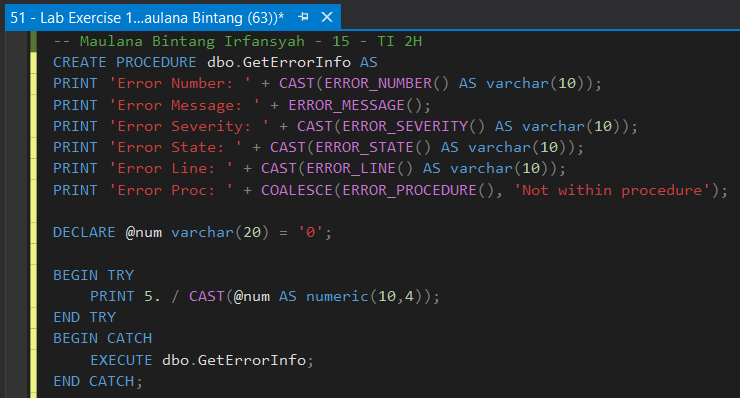 51 - Lab Exercise 1...aulana Bintang (63))*
-- Maulana Bintang Irfansyah - 15 - TI 2H
CREATE PROCEDURE dbo.GetErrorInfo AS
PRINT 'Error Number: ' + CAST(ERROR_NUMBER() AS varchar(10));
PRINT 'Error Message: ' + ERROR_MESSAGE();
PRINT 'Error Severity: ' + CAST(ERROR_SEVERITY() AS varchar(10));
PRINT 'Error State: ' + CAST(ERROR_STATE() AS varchar(10));
PRINT 'Error Line: ' + CAST(ERROR_LINE() AS varchar(10));
PRINT 'Error Proc: ' + COALESCE(ERROR_PROCEDURE(), 'Not within procedure');
DECLARE @num varchar(20) = '0';
BEGIN TRY
    PRINT 5. / CAST(@num AS numeric(10,4));
END TRY
BEGIN CATCH
    EXECUTE dbo.GetErrorInfo;
END CATCH;